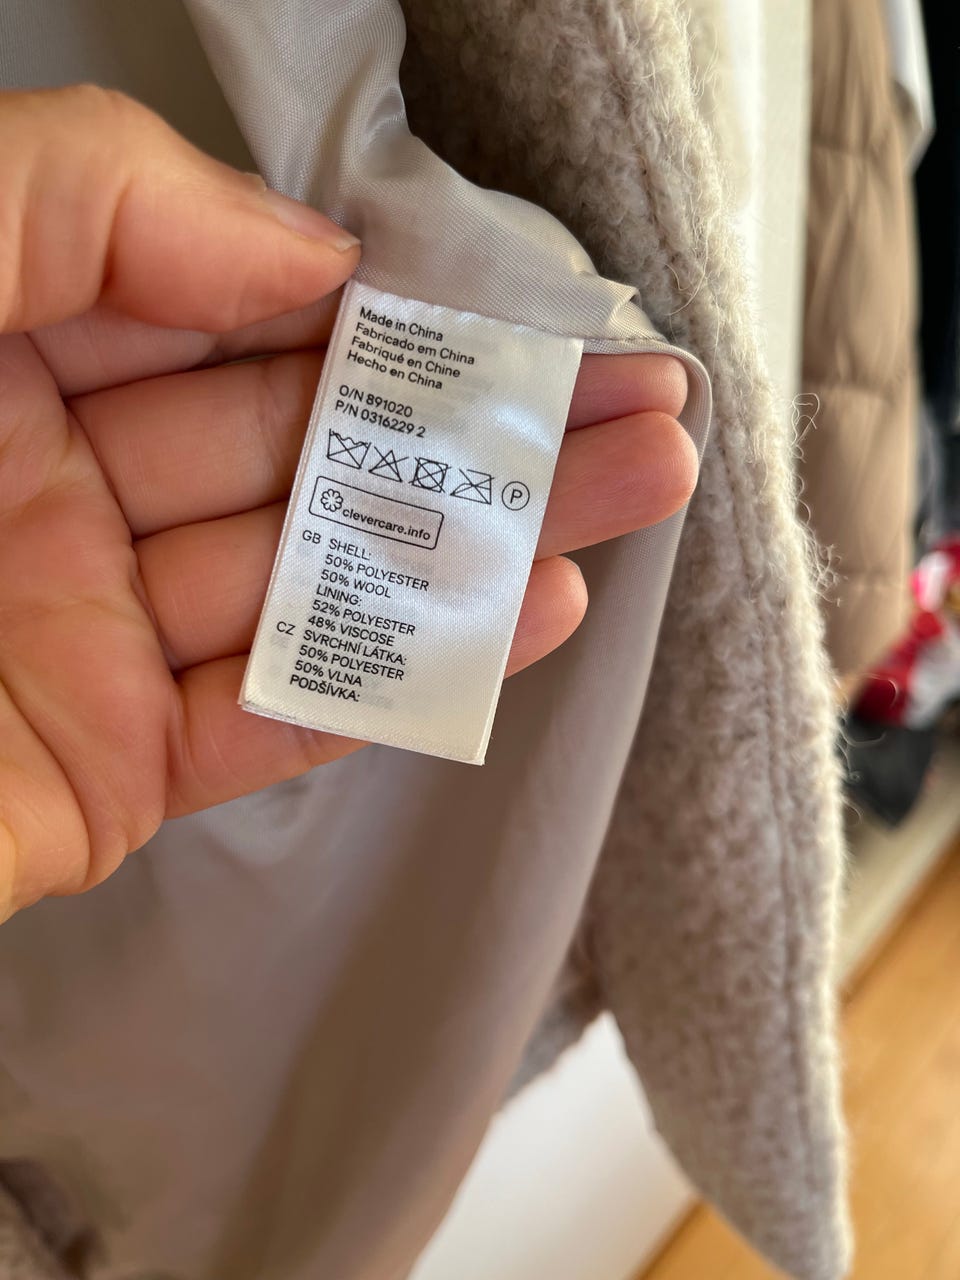 Made in China
Fabricado em China
Fabriqué en Chine
Hecho en China
O/N 891020
P/N 0316229 2
P
clevercare.info
GB SHELL:
50% POLYESTER
50% WOOL
LINING:
52% POLYESTER
48% VISCOSE
CZ SVRCHNÍ LÁTKA:
50% POLYESTER
50% VLNA
PODŠÍVKA: